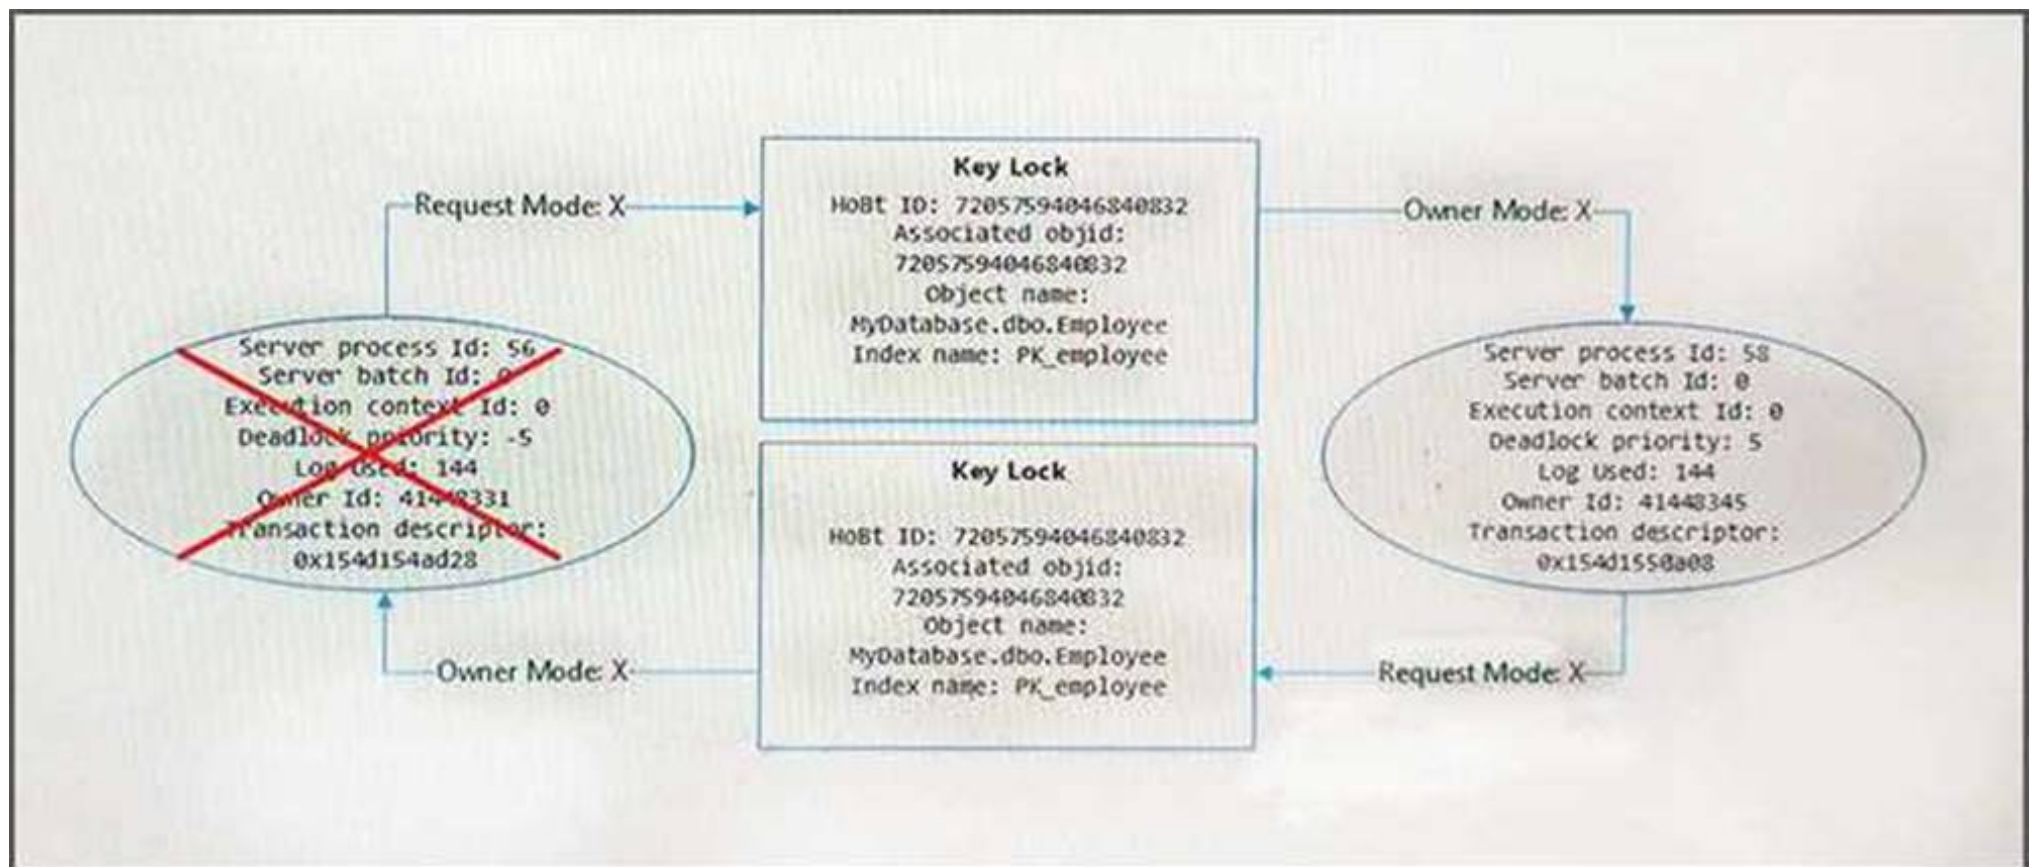 Request Mode: X
Key Lock
HoBt ID: 72057594046840832
Associated objid:
72057594046840832
Object name:
MyDatabase.dbo.Employee
Index name: PK_employee
Owner Mode: X
Server process Id: 56
Server batch Id: 0
Execution context Id: 0
Deadlock priority: -5
Log Used: 144
Owner Id: 41448331
Transaction descriptor:
0x154d154ad28
Server process Id: 58
Server batch Id: 0
Execution context Id: 0
Deadlock priority: 5
Log Used: 144
Owner Id: 41448345
Transaction descriptor:
0x154d1550a08
Owner Mode: X
Key Lock
HoBt ID: 72057594046840832
Associated objid:
72057594046840832
Object name:
MyDatabase.dbo.Employee
Index name: PK_employee
Request Mode: X